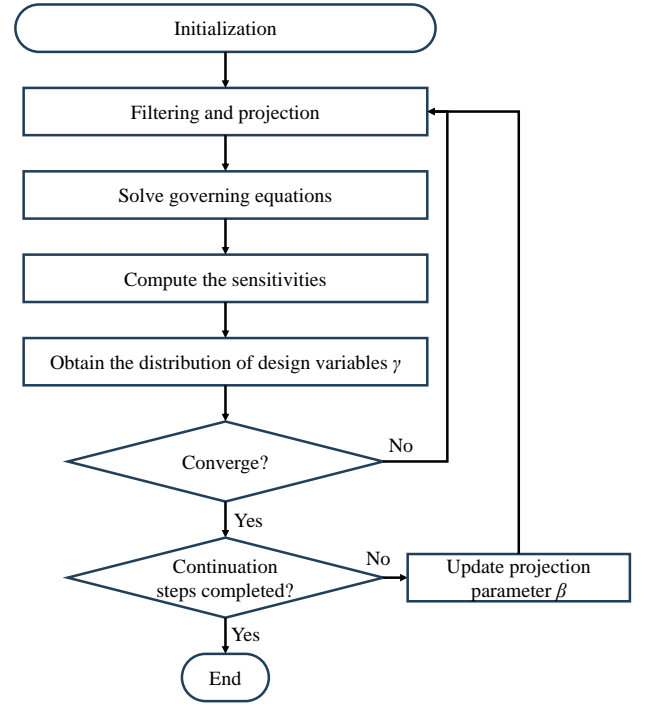 Initialization
Filtering and projection
Solve governing equations
Compute the sensitivities
Obtain the distribution of design variables γ
Converge?
No
Yes
Continuation
steps completed?
No
Update projection
parameter β
Yes
End